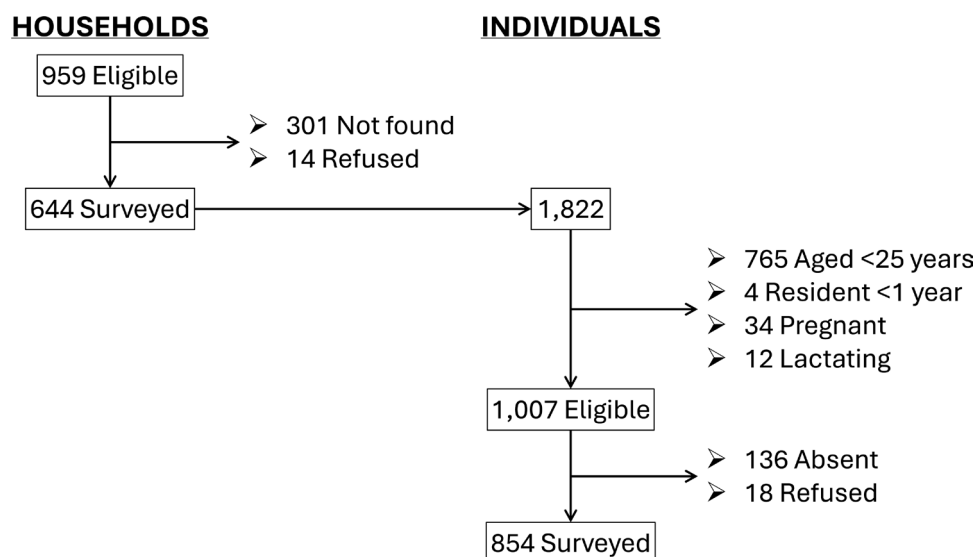 HOUSEHOLDS
INDIVIDUALS
959 Eligible
301 Not found
14 Refused
644 Surveyed
1,822
765 Aged <25 years
4 Resident <1 year
34 Pregnant
12 Lactating
1,007 Eligible
136 Absent
18 Refused
854 Surveyed